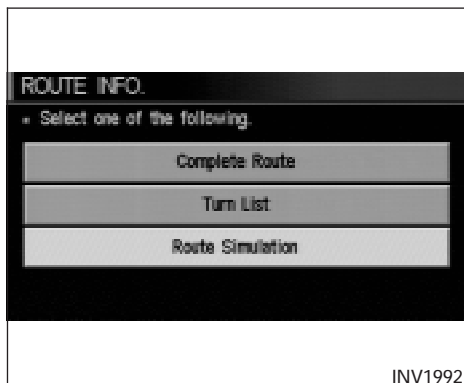 ROUTE INFO.
▪ Select one of the following.
Complete Route
Turn List
Route Simulation
INV1992